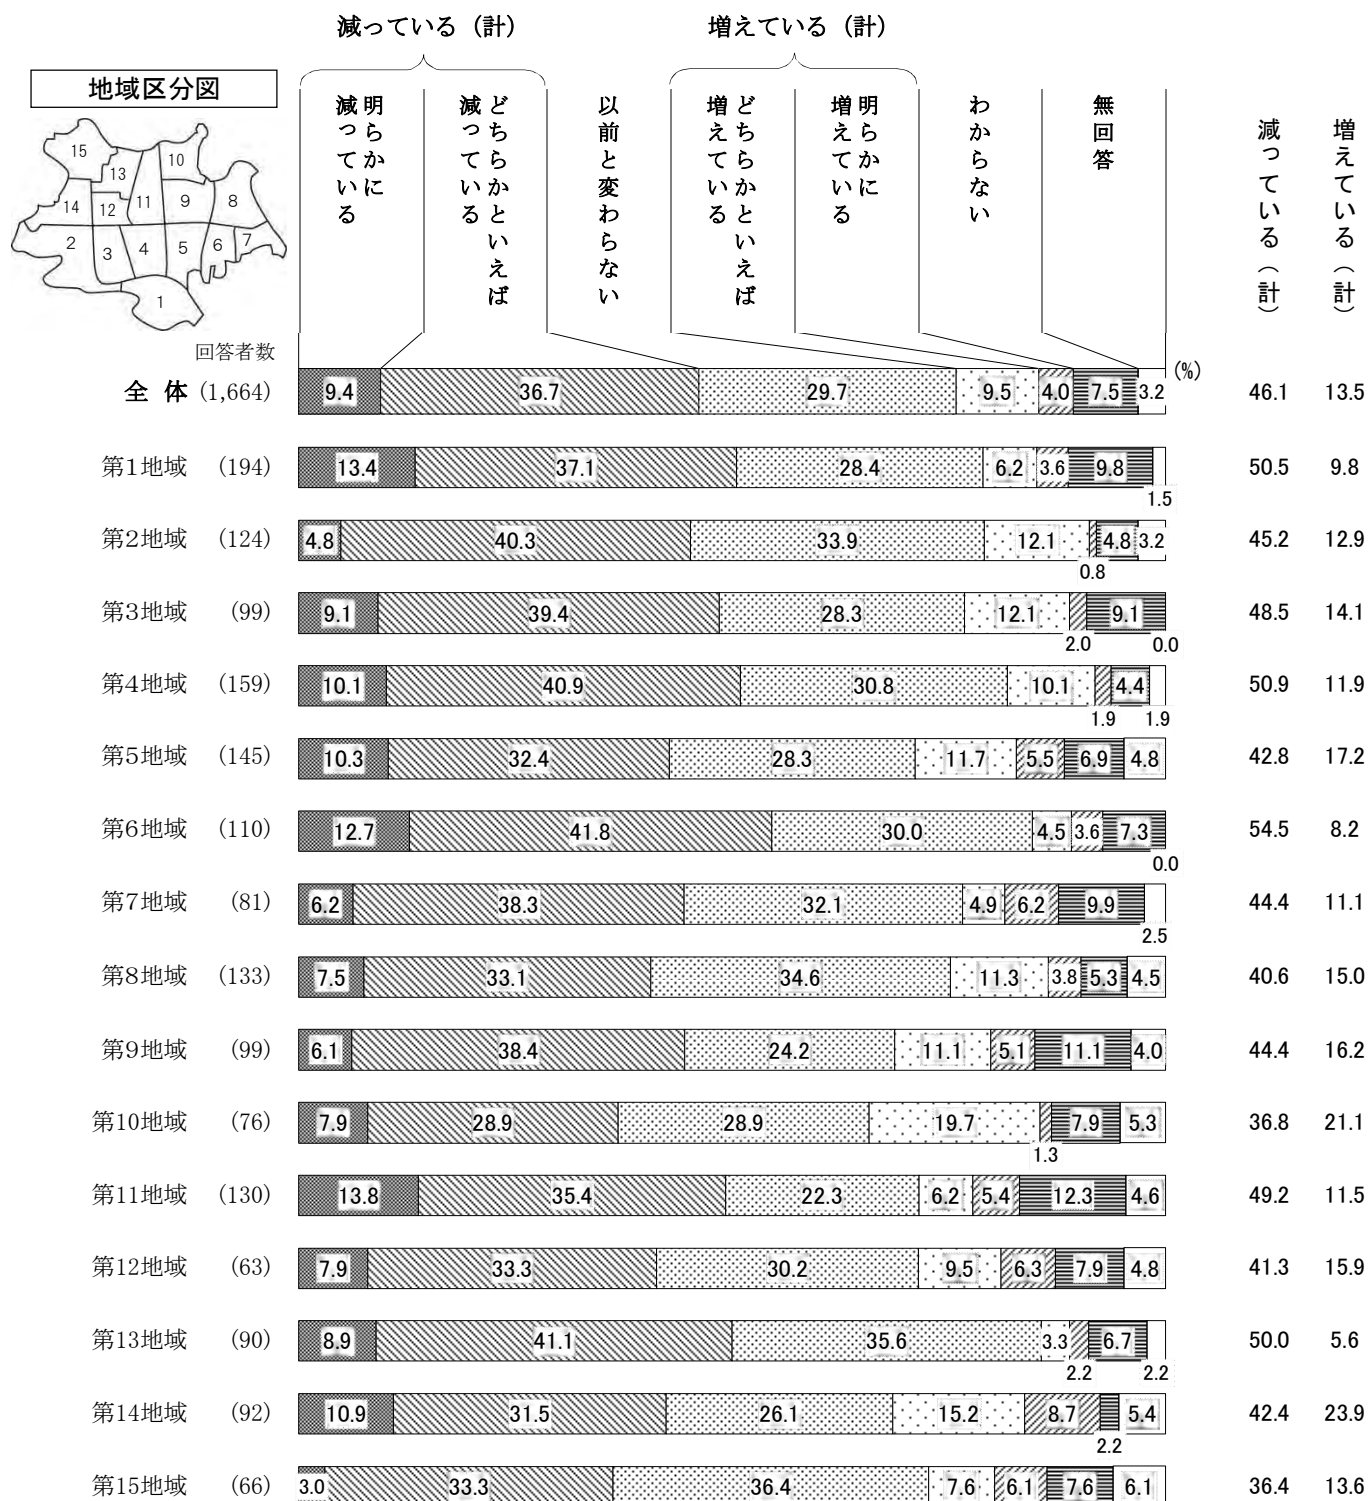 減っている（計）
増えている（計）
地域区分図
明らかに
減っている
どちらかといえば
減っている
以前と変わらない
どちらかといえば
増えている
明らかに
増えている
わからない
無回答
減っている（計）
増えている（計）
15
13
10
14
12
11
9
8
2
3
4
5
6
7
1
回答者数
(%)
全 体 (1,664) 9.4 36.7 29.7 9.5 4.0 7.5 3.2 46.1 13.5
第1地域 (194) 13.4 37.1 28.4 6.2 3.6 9.8 50.5 9.8
1.5
第2地域 (124) 4.8 40.3 33.9 12.1 4.8 3.2 45.2 12.9
0.8
第3地域 (99) 9.1 39.4 28.3 12.1 9.1 48.5 14.1
2.0 0.0
第4地域 (159) 10.1 40.9 30.8 10.1 4.4 50.9 11.9
1.9 1.9
第5地域 (145) 10.3 32.4 28.3 11.7 5.5 6.9 4.8 42.8 17.2
第6地域 (110) 12.7 41.8 30.0 4.5 3.6 7.3 54.5 8.2
0.0
第7地域 (81) 6.2 38.3 32.1 4.9 6.2 9.9 44.4 11.1
2.5
第8地域 (133) 7.5 33.1 34.6 11.3 3.8 5.3 4.5 40.6 15.0
第9地域 (99) 6.1 38.4 24.2 11.1 5.1 11.1 4.0 44.4 16.2
第10地域 (76) 7.9 28.9 28.9 19.7 7.9 5.3 36.8 21.1
1.3
第11地域 (130) 13.8 35.4 22.3 6.2 5.4 12.3 4.6 49.2 11.5
第12地域 (63) 7.9 33.3 30.2 9.5 6.3 7.9 4.8 41.3 15.9
第13地域 (90) 8.9 41.1 35.6 3.3 6.7 50.0 5.6
2.2 2.2
第14地域 (92) 10.9 31.5 26.1 15.2 8.7 5.4 42.4 23.9
2.2
第15地域 (66) 3.0 33.3 36.4 7.6 6.1 7.6 6.1 36.4 13.6